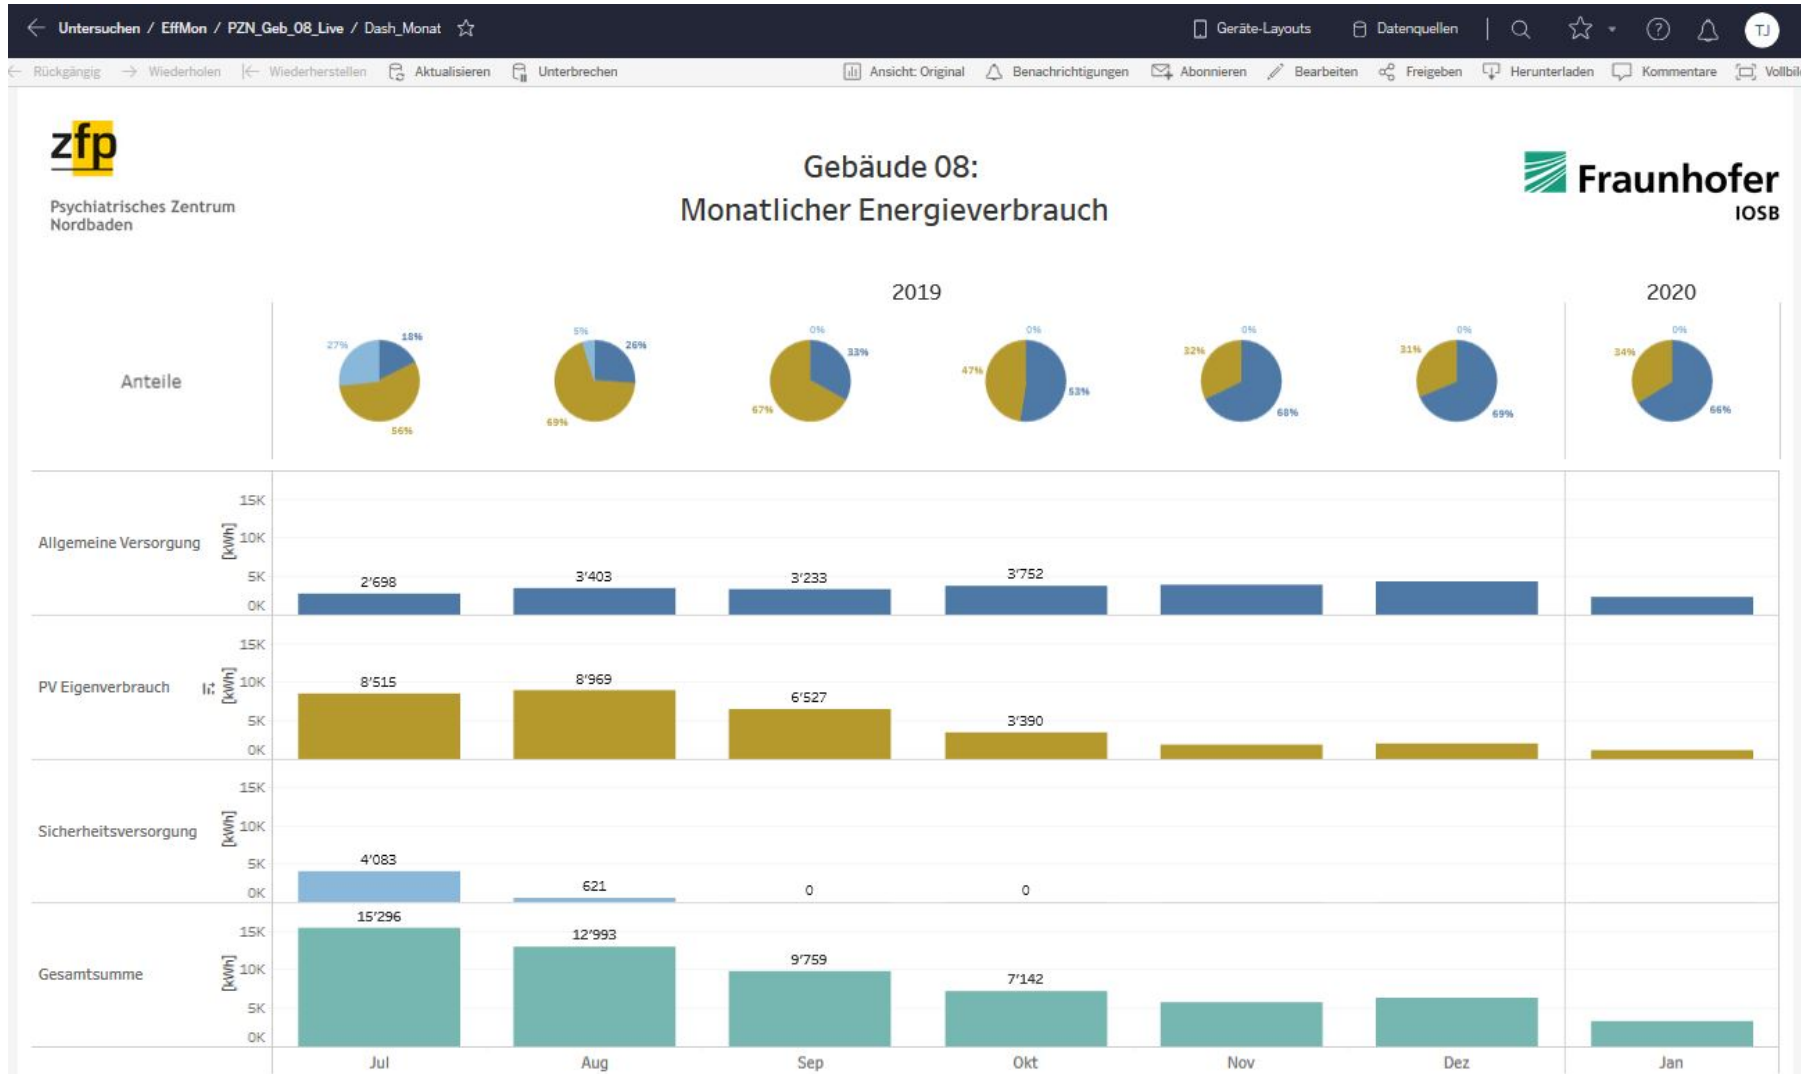 Untersuchen / EffMon / PZN_Geb_08_Live / Dash_Monat
Geräte-Layouts Datenquellen TJ
Rückgängig Wiederholen Wiederherstellen Aktualisieren Unterbrechen Ansicht: Original Benachrichtigungen Abonnieren Bearbeiten Freigeben Herunterladen Kommentare Vollbil
zfp
Psychiatrisches Zentrum
Nordbaden
Gebäude 08:
Monatlicher Energieverbrauch
Fraunhofer
IOSB
2019 2020
Anteile
27% 18% 56%
5% 26% 69%
0% 33% 67%
0% 47% 53%
0% 32% 68%
0% 31% 69%
0% 34% 66%
Allgemeine Versorgung
[kWh]
15K
10K
5K
0K
2'698 3'403 3'233 3'752
PV Eigenverbrauch
[kWh]
15K
10K
5K
0K
8'515 8'969 6'527 3'390
Sicherheitsversorgung
[kWh]
15K
10K
5K
0K
4'083 621 0 0
Gesamtsumme
[kWh]
15K
10K
5K
0K
15'296 12'993 9'759 7'142
Jul Aug Sep Okt Nov Dez Jan